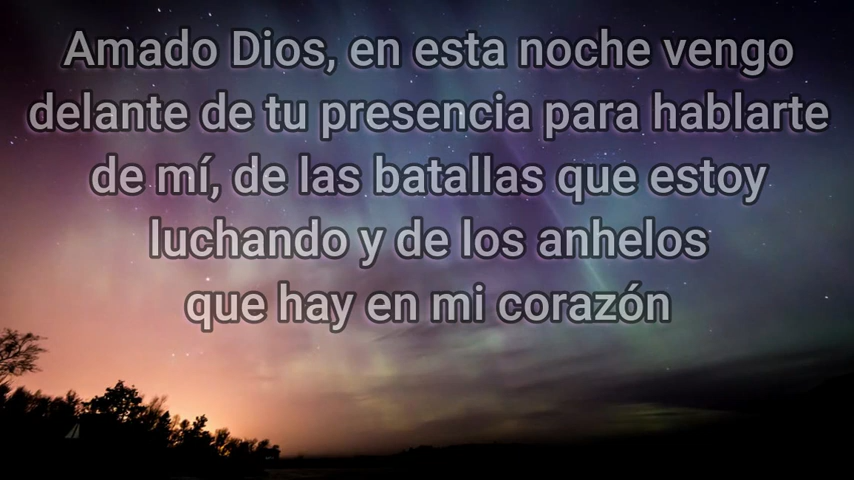 Amado Dios, en esta noche vengo
delante de tu presencia para hablarte
de mí, de las batallas que estoy
luchando y de los anhelos
que hay en mi corazón